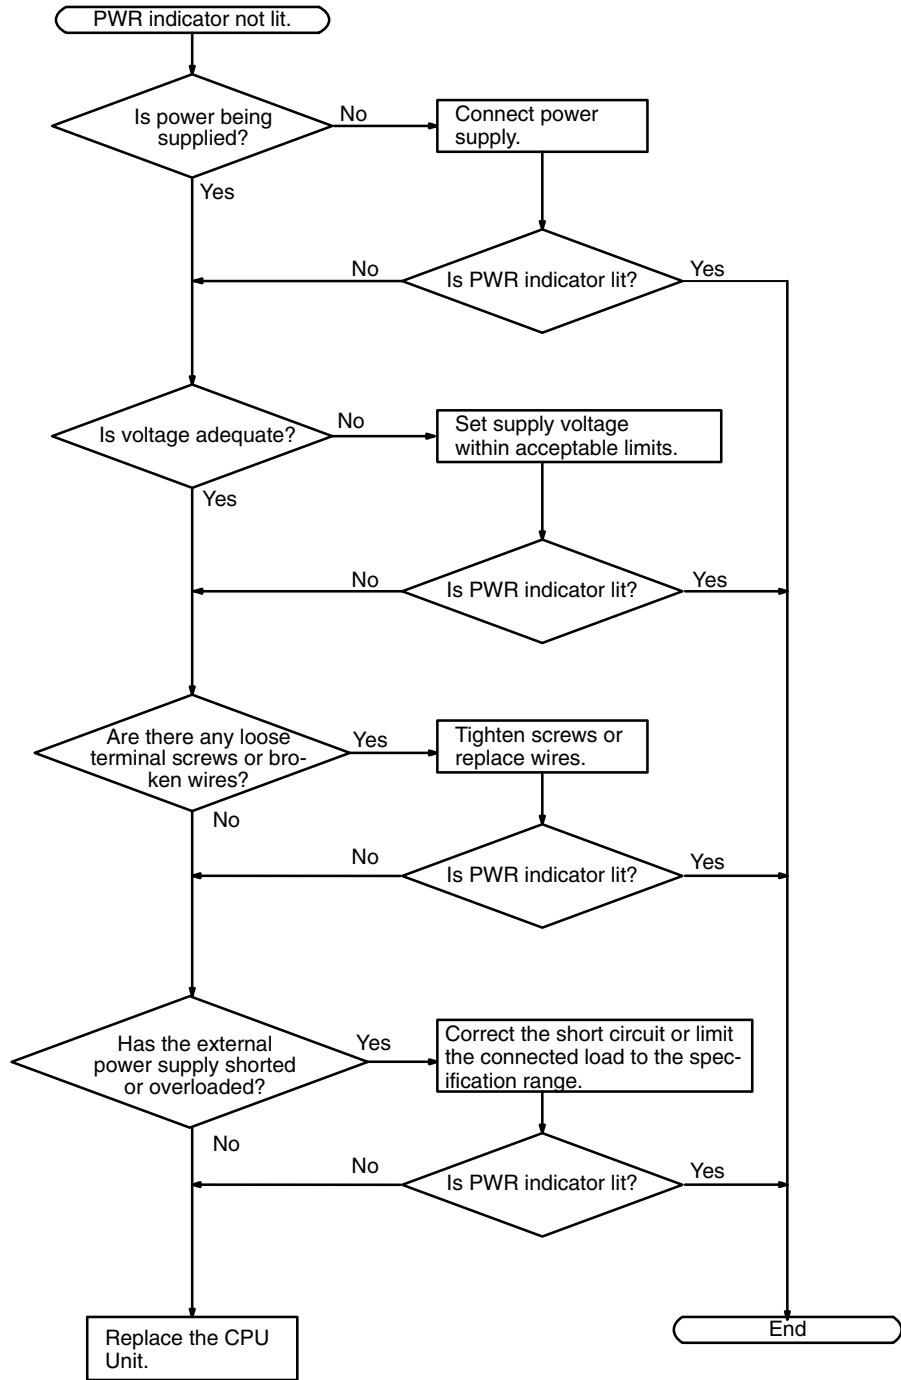 PWR indicator not lit.
Is power being
supplied?
No
Connect power
supply.
Yes
No
Is PWR indicator lit?
Yes
Is voltage adequate?
No
Set supply voltage
within acceptable limits.
Yes
No
Is PWR indicator lit?
Yes
Are there any loose
terminal screws or bro-
ken wires?
Yes
Tighten screws or
replace wires.
No
No
Is PWR indicator lit?
Yes
Has the external
power supply shorted
or overloaded?
Yes
Correct the short circuit or limit
the connected load to the spec-
ification range.
No
No
Is PWR indicator lit?
Yes
Replace the CPU
Unit.
End